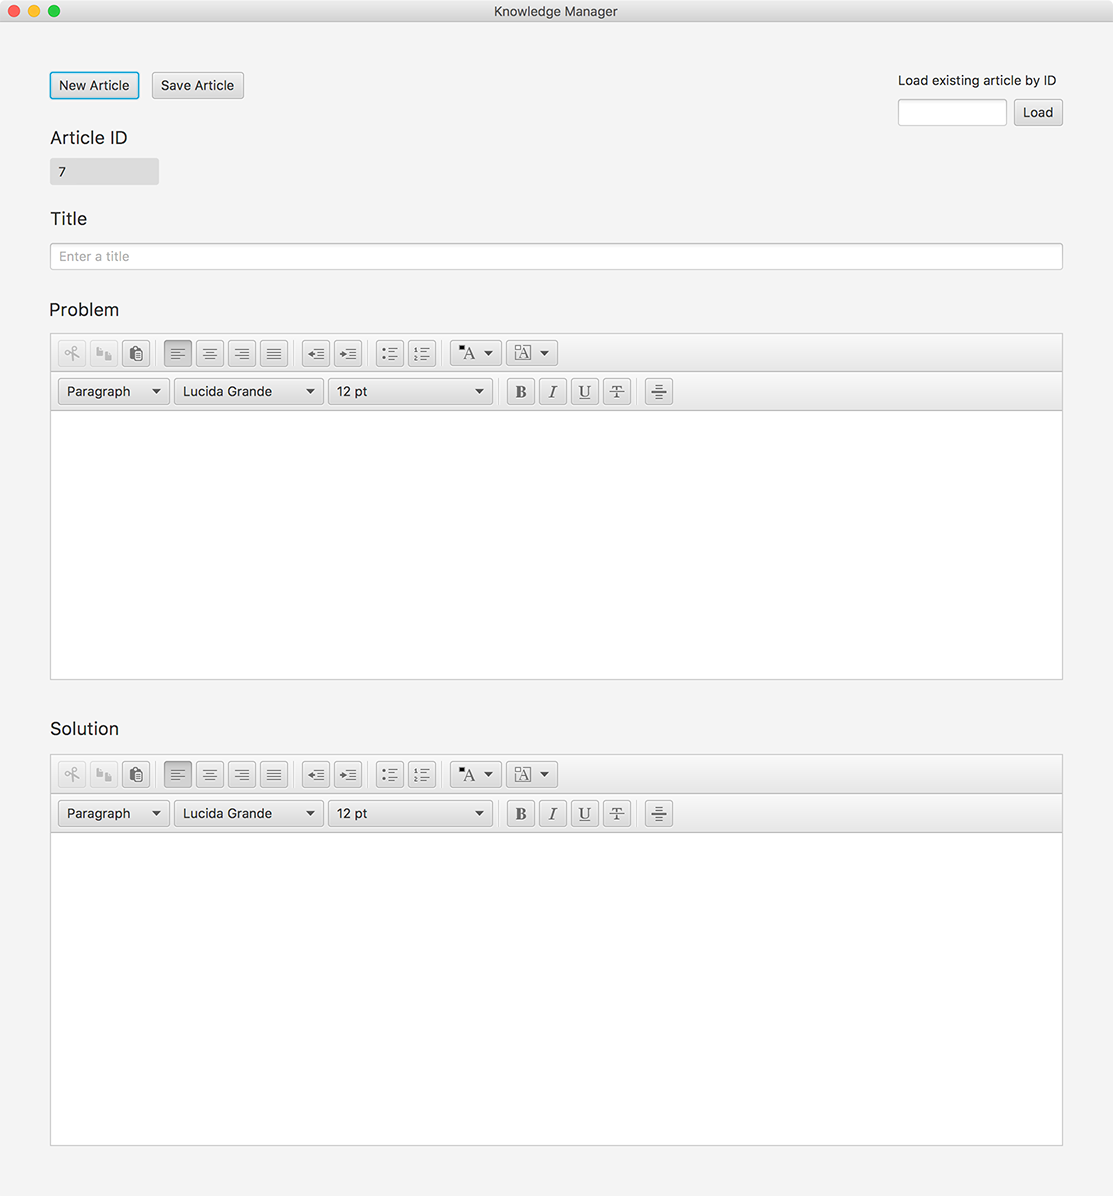 Knowledge Manager
New Article Save Article
Load existing article by ID
Load
Article ID
7
Title
Enter a title
Problem
A A
Paragraph Lucida Grande 12 pt B I U T
Solution
A A
Paragraph Lucida Grande 12 pt B I U T